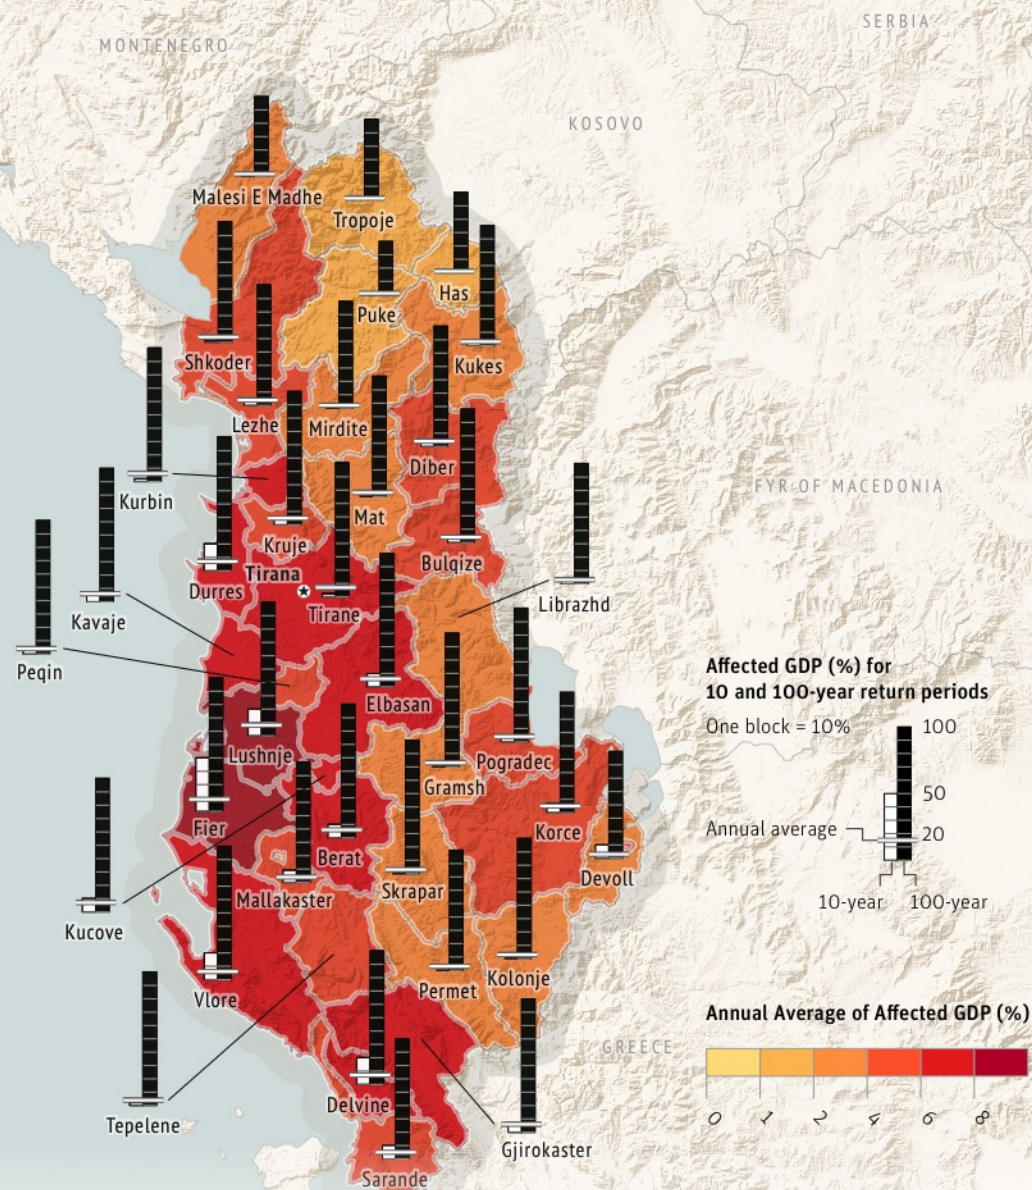 SERBIA
MONTENEGRO
KOSOVO
Malesi E Madhe
Tropoje
Has
Puke
Shkoder
Kukes
Lezhe
Mirdite
Diber
FYR OF MACEDONIA
Kurbin
Mat
Kruje
Bulqize
Tirana
Durres
Librazhd
Tirane
Kavaje
Peqin
Elbasan
Lushnje
Pogradec
Gramsh
Fier
Korce
Berat
Devoll
Skrapar
Mallakaster
Kucove
Kolonje
Permet
Vlore
GREECE
Delvine
Tepelene
Gjirokaster
Sarande
Affected GDP (%) for
10 and 100-year return periods
One block = 10%
100
50
Annual average
20
10-year
100-year
Annual Average of Affected GDP (%)
0 1 2 4 6 8